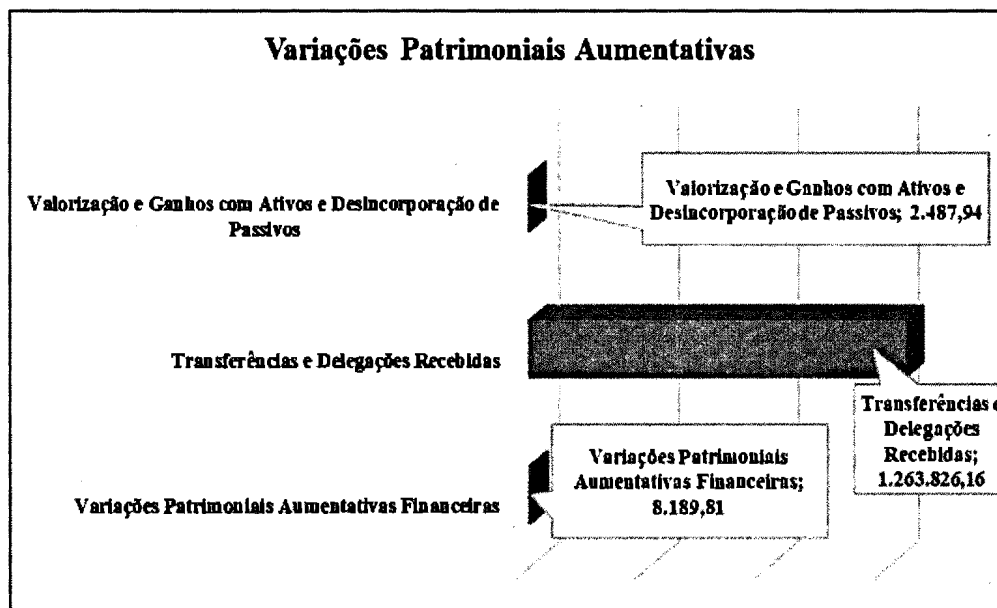 Variações Patrimoniais Aumentativas
Valorização e Ganhos com Ativos e Desincorporação de
Passivos
Valorização e Ganhos com Ativos e
Desincorporação de Passivos; 2.487,94
Transferências e Delegações Recebidas
Transferências e
Delegações
Recebidas;
1.263.826,16
Variações Patrimoniais Aumentativas Financeiras
Variações Patrimoniais
Aumentativas Financeiras;
8.189,81